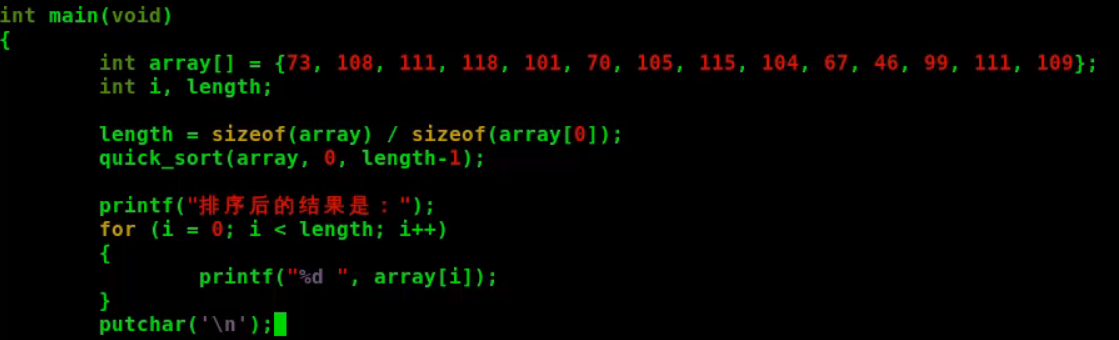 int main(void)
{
        int array[] = {73, 108, 111, 118, 101, 70, 105, 115, 104, 67, 46, 99, 111, 109};
        int i, length;

        length = sizeof(array) / sizeof(array[0]);
        quick_sort(array, 0, length-1);

        printf("排序后的结果是：");
        for (i = 0; i < length; i++)
        {
                printf("%d ", array[i]);
        }
        putchar('\n');